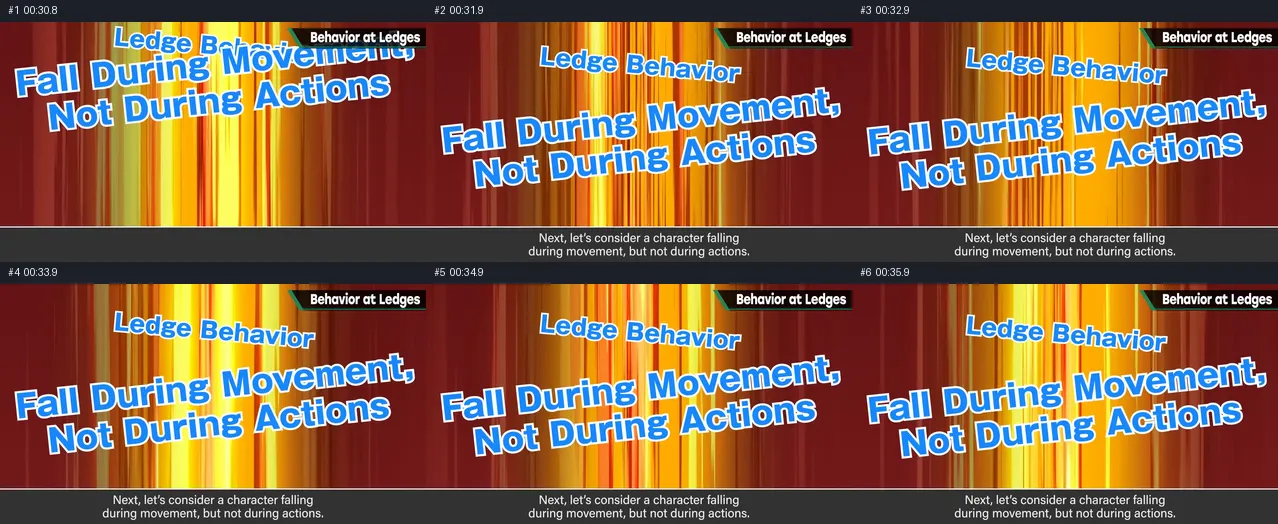 #1 00:30.8
Behavior at Ledges
Ledge Behavior
Fall During Movement,
Not During Actions
#2 00:31.9
Behavior at Ledges
Ledge Behavior
Fall During Movement,
Not During Actions
Next, let's consider a character falling
during movement, but not during actions.
#3 00:32.9
Behavior at Ledges
Ledge Behavior
Fall During Movement,
Not During Actions
Next, let's consider a character falling
during movement, but not during actions.
#4 00:33.9
Behavior at Ledges
Ledge Behavior
Fall During Movement,
Not During Actions
Next, let's consider a character falling
during movement, but not during actions.
#5 00:34.9
Behavior at Ledges
Ledge Behavior
Fall During Movement,
Not During Actions
Next, let's consider a character falling
during movement, but not during actions.
#6 00:35.9
Behavior at Ledges
Ledge Behavior
Fall During Movement,
Not During Actions
Next, let's consider a character falling
during movement, but not during actions.